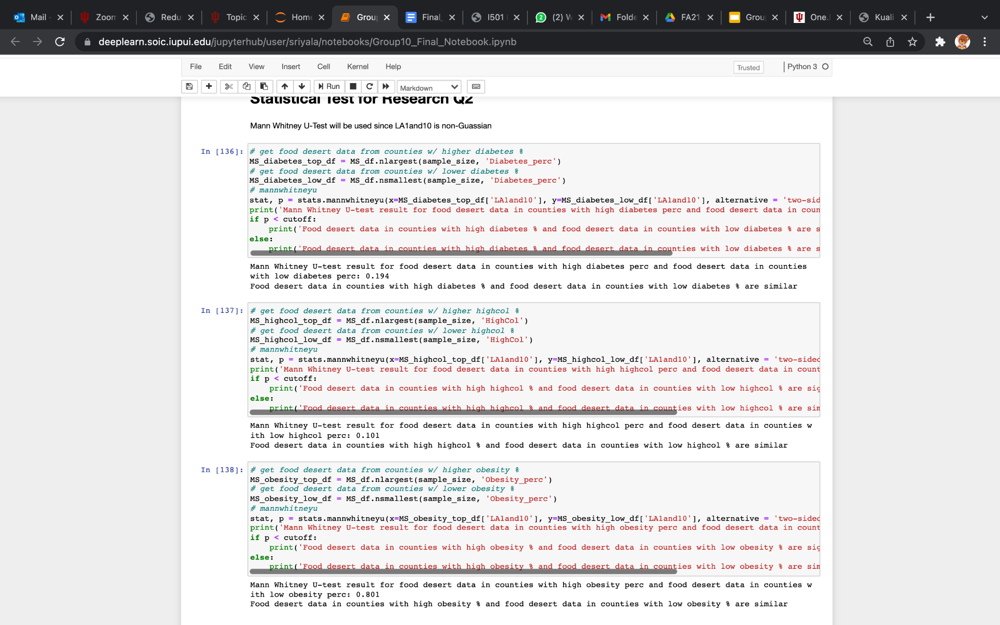 Mail -
Zoom
Redu
Topic
Home
Group
Final_
I501
(2) W
Folde
FA21-
Group
One.I
Kuali
deeplearn.soic.iupui.edu/jupyterhub/user/sriyala/notebooks/Group10_Final_Notebook.ipynb
File Edit View Insert Cell Kernel Help Trusted Python 3
Run Markdown
Statistical Test for Research Q2
Mann Whitney U-Test will be used since LA1and10 is non-Guassian
In [136]:
# get food desert data from counties w/ higher diabetes %
MS_diabetes_top_df = MS_df.nlargest(sample_size, 'Diabetes_perc')
# get food desert data from counties w/ lower diabetes %
MS_diabetes_low_df = MS_df.nsmallest(sample_size, 'Diabetes_perc')
# mannwhitneyu
stat, p = stats.mannwhitneyu(x=MS_diabetes_top_df['LA1and10'], y=MS_diabetes_low_df['LA1and10'], alternative = 'two-sid
print('Mann Whitney U-test result for food desert data in counties with high diabetes perc and food desert data in coun
if p < cutoff:
    print('Food desert data in counties with high diabetes % and food desert data in counties with low diabetes % are s
else:
    print('Food desert data in counties with high diabetes % and food desert data in counties with low diabetes % are s
Mann Whitney U-test result for food desert data in counties with high diabetes perc and food desert data in counties
with low diabetes perc: 0.194
Food desert data in counties with high diabetes % and food desert data in counties with low diabetes % are similar
In [137]:
# get food desert data from counties w/ higher highcol %
MS_highcol_top_df = MS_df.nlargest(sample_size, 'HighCol')
# get food desert data from counties w/ lower highcol %
MS_highcol_low_df = MS_df.nsmallest(sample_size, 'HighCol')
# mannwhitneyu
stat, p = stats.mannwhitneyu(x=MS_highcol_top_df['LA1and10'], y=MS_highcol_low_df['LA1and10'], alternative = 'two-sided
print('Mann Whitney U-test result for food desert data in counties with high highcol perc and food desert data in count
if p < cutoff:
    print('Food desert data in counties with high highcol % and food desert data in counties with low highcol % are sig
else:
    print('Food desert data in counties with high highcol % and food desert data in counties with low highcol % are sim
Mann Whitney U-test result for food desert data in counties with high highcol perc and food desert data in counties w
ith low highcol perc: 0.101
Food desert data in counties with high highcol % and food desert data in counties with low highcol % are similar
In [138]:
# get food desert data from counties w/ higher obesity %
MS_obesity_top_df = MS_df.nlargest(sample_size, 'Obesity_perc')
# get food desert data from counties w/ lower obesity %
MS_obesity_low_df = MS_df.nsmallest(sample_size, 'Obesity_perc')
# mannwhitneyu
stat, p = stats.mannwhitneyu(x=MS_obesity_top_df['LA1and10'], y=MS_obesity_low_df['LA1and10'], alternative = 'two-sided
print('Mann Whitney U-test result for food desert data in counties with high obesity perc and food desert data in count
if p < cutoff:
    print('Food desert data in counties with high obesity % and food desert data in counties with low obesity % are sig
else:
    print('Food desert data in counties with high obesity % and food desert data in counties with low obesity % are sim
Mann Whitney U-test result for food desert data in counties with high obesity perc and food desert data in counties w
ith low obesity perc: 0.801
Food desert data in counties with high obesity % and food desert data in counties with low obesity % are similar